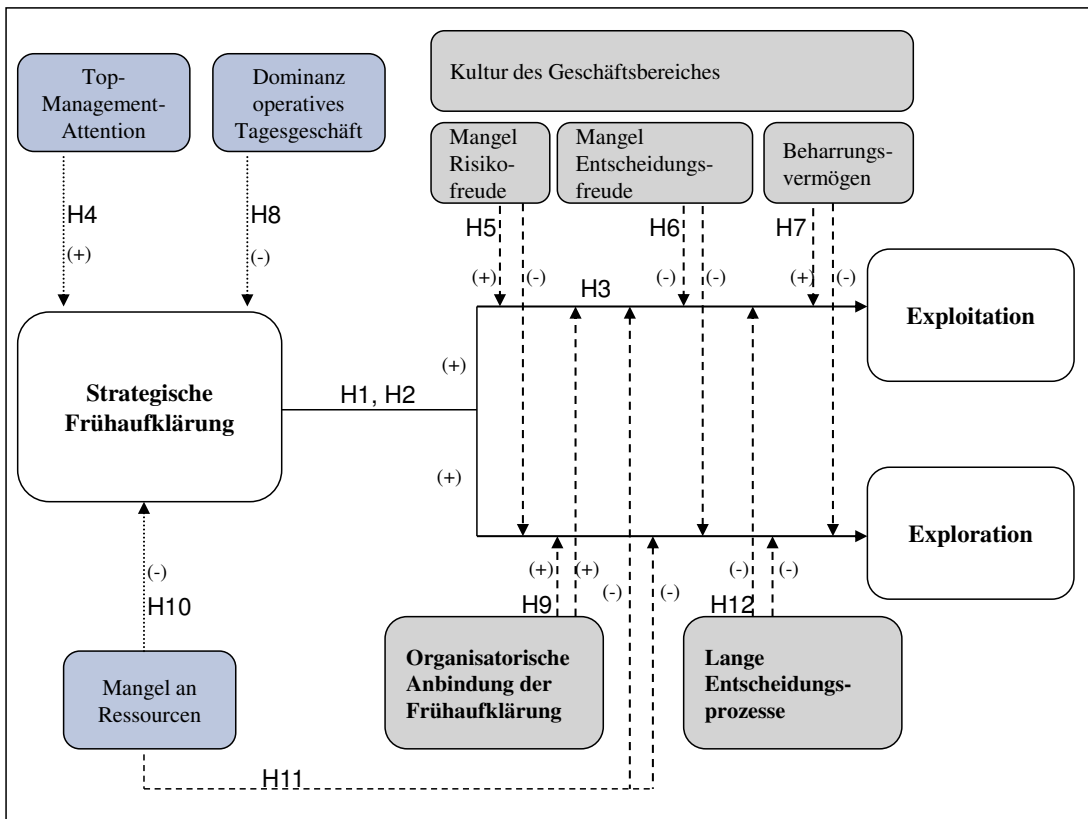 Top-
Management-
Attention
Dominanz
operatives
Tagesgeschäft
Kultur des Geschäftsbereiches
Mangel
Risiko-
freude
Mangel
Entscheidungs-
freude
Beharrungs-
vermögen
H4
(+)
H8
(-)
H5
(+)
(-)
H6
(-)
(-)
H7
(+)
(-)
H3
Exploitation
Strategische
Frühaufklärung
H1, H2
(+)
(+)
Exploration
(-)
H10
(+)
(+)
H9
(-)
(-)
(-)
(-)
H12
Mangel an
Ressourcen
Organisatorische
Anbindung der
Frühaufklärung
Lange
Entscheidungs-
prozesse
H11